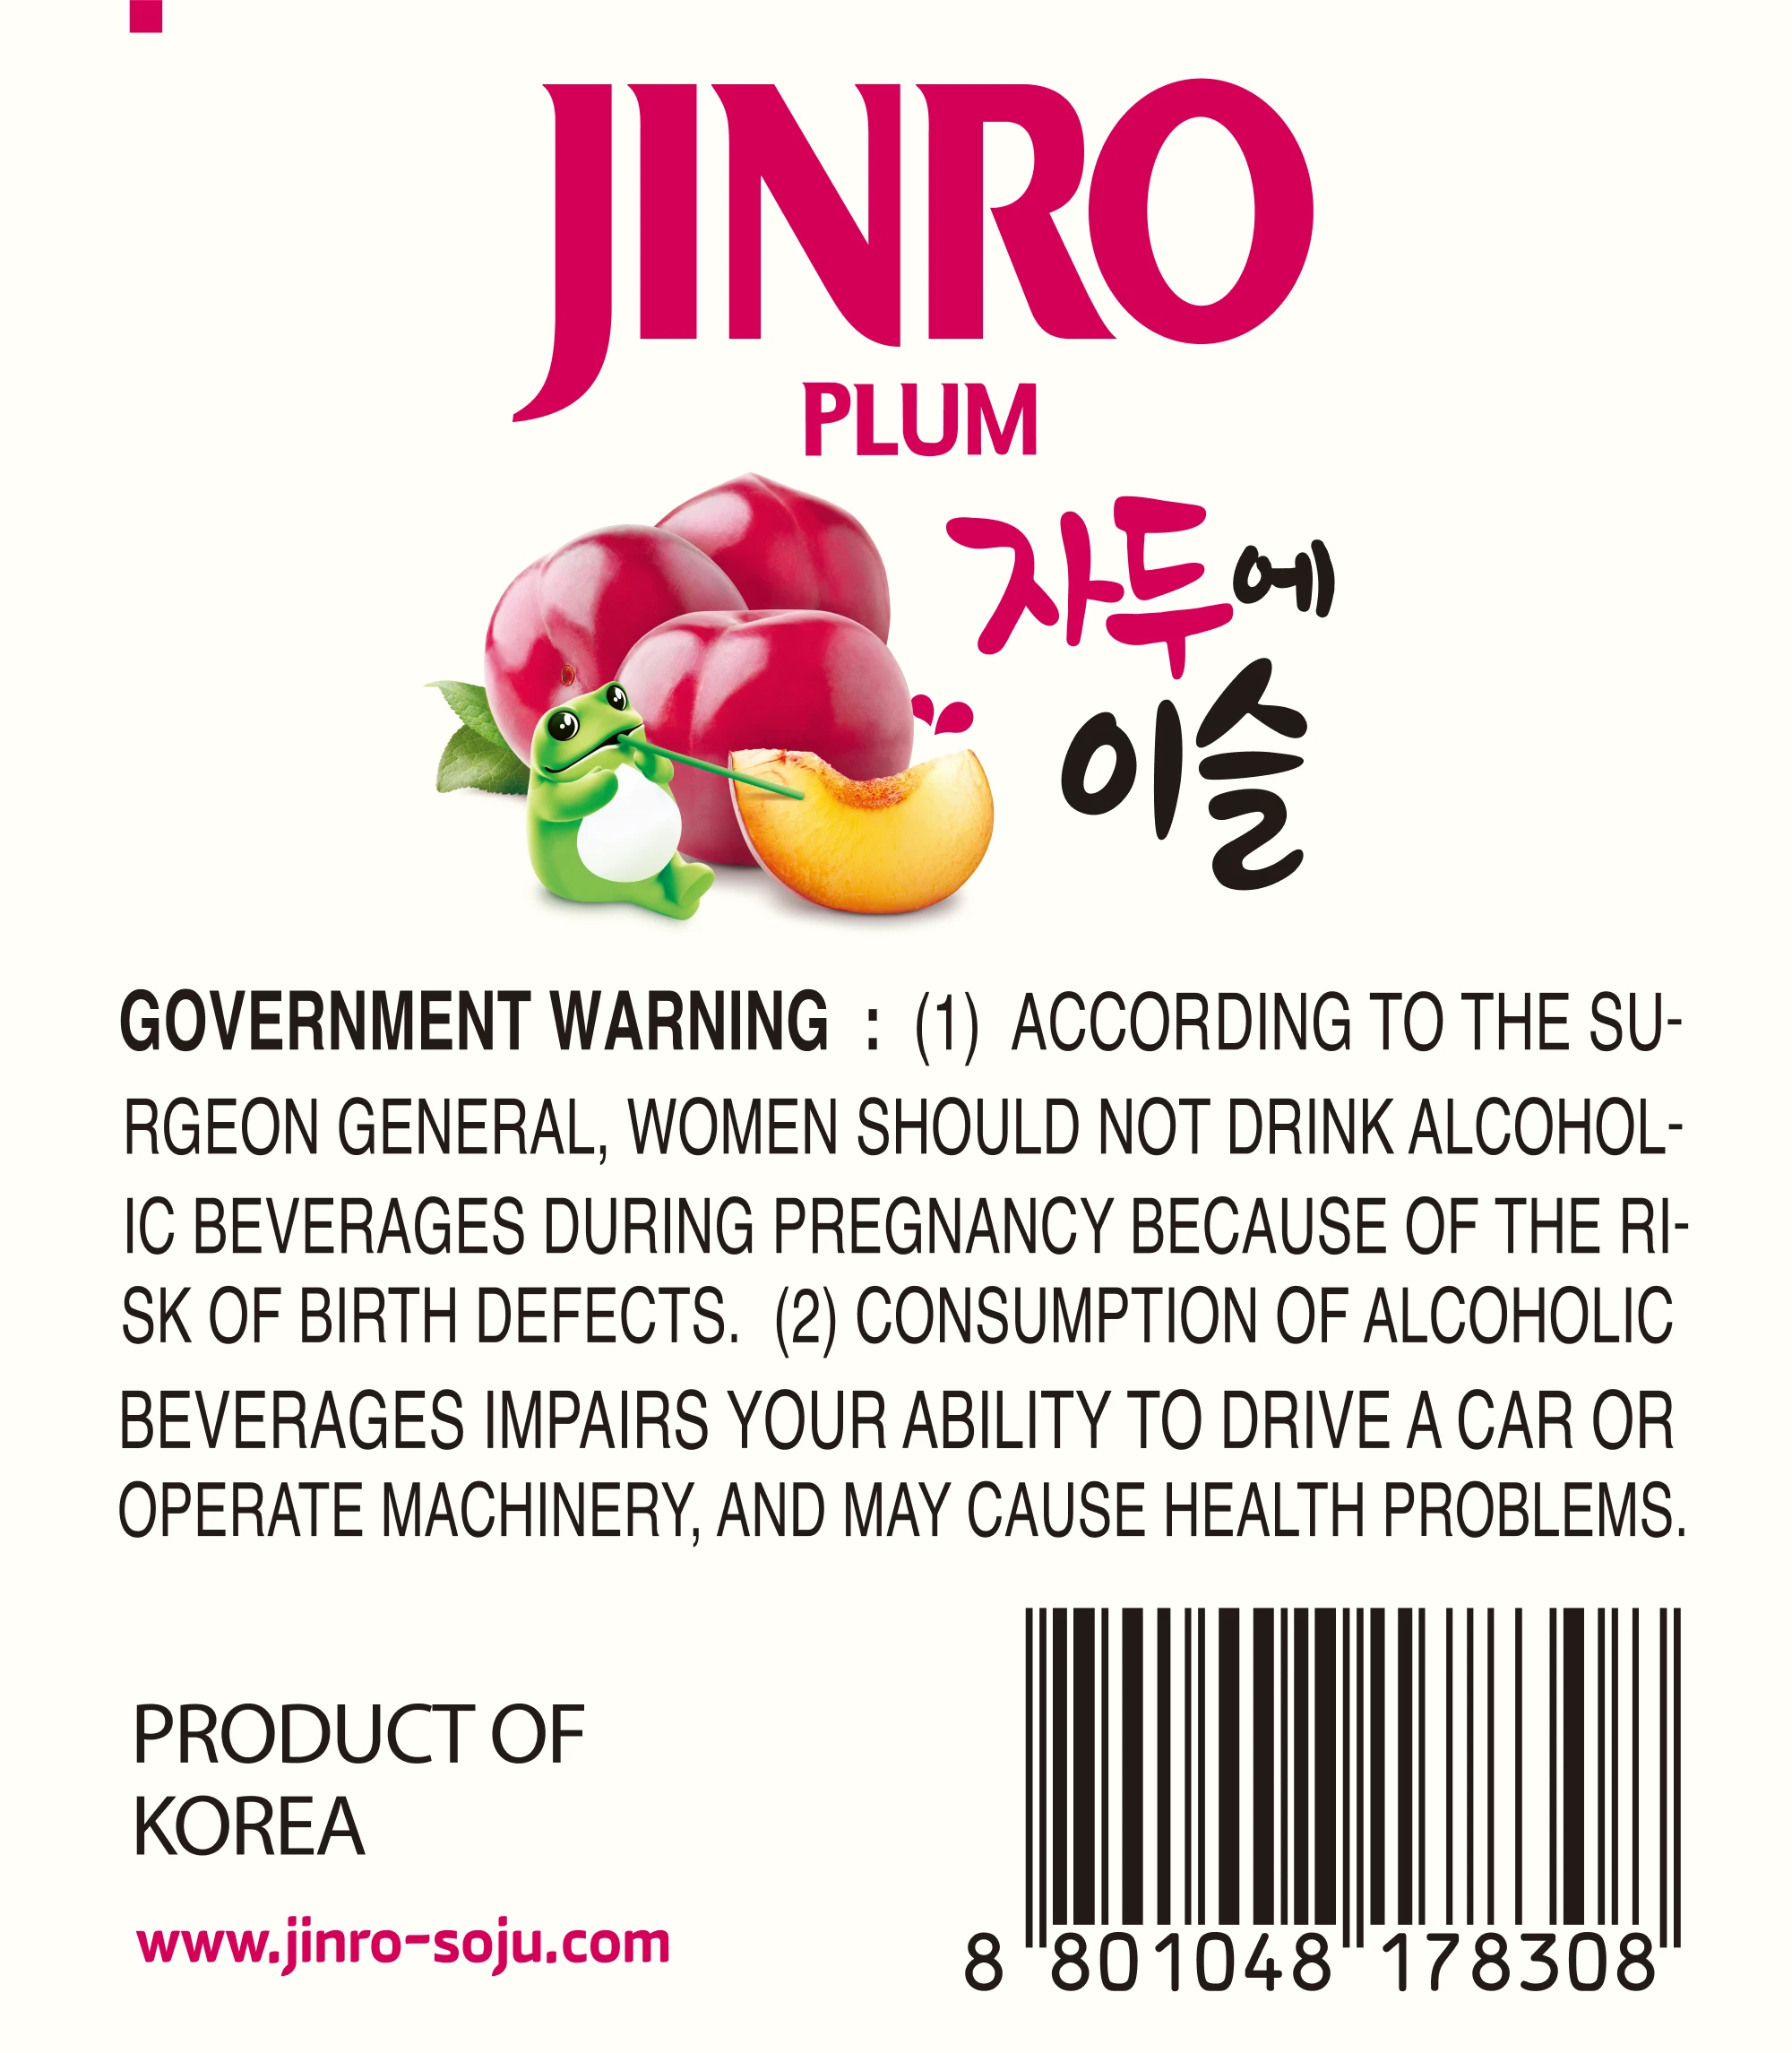 JINRO
PLUM
자두에
이슬
GOVERNMENT WARNING : (1) ACCORDING TO THE SU-
RGEON GENERAL, WOMEN SHOULD NOT DRINK ALCOHOL-
IC BEVERAGES DURING PREGNANCY BECAUSE OF THE RI-
SK OF BIRTH DEFECTS. (2) CONSUMPTION OF ALCOHOLIC
BEVERAGES IMPAIRS YOUR ABILITY TO DRIVE A CAR OR
OPERATE MACHINERY, AND MAY CAUSE HEALTH PROBLEMS.
PRODUCT OF
KOREA
www.jinro-soju.com
8 801048 178308